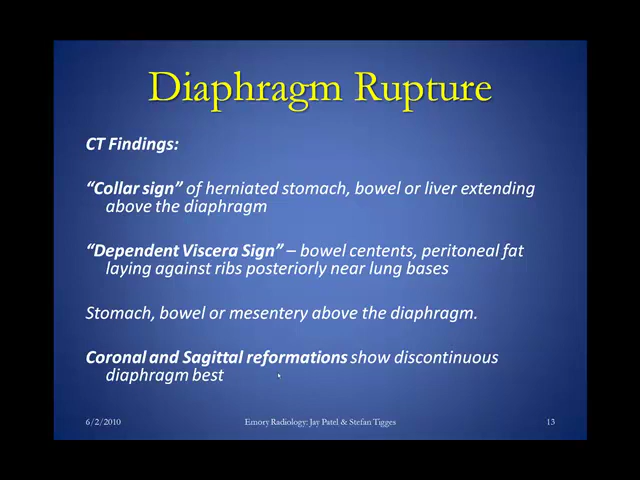 Diaphragm Rupture
CT Findings:
“Collar sign” of herniated stomach, bowel or liver extending
above the diaphragm
“Dependent Viscera Sign” – bowel centents, peritoneal fat
laying against ribs posteriorly near lung bases
Stomach, bowel or mesentery above the diaphragm.
Coronal and Sagittal reformations show discontinuous
diaphragm best
6/2/2010
Emory Radiology: Jay Patel & Stefan Tigges
13